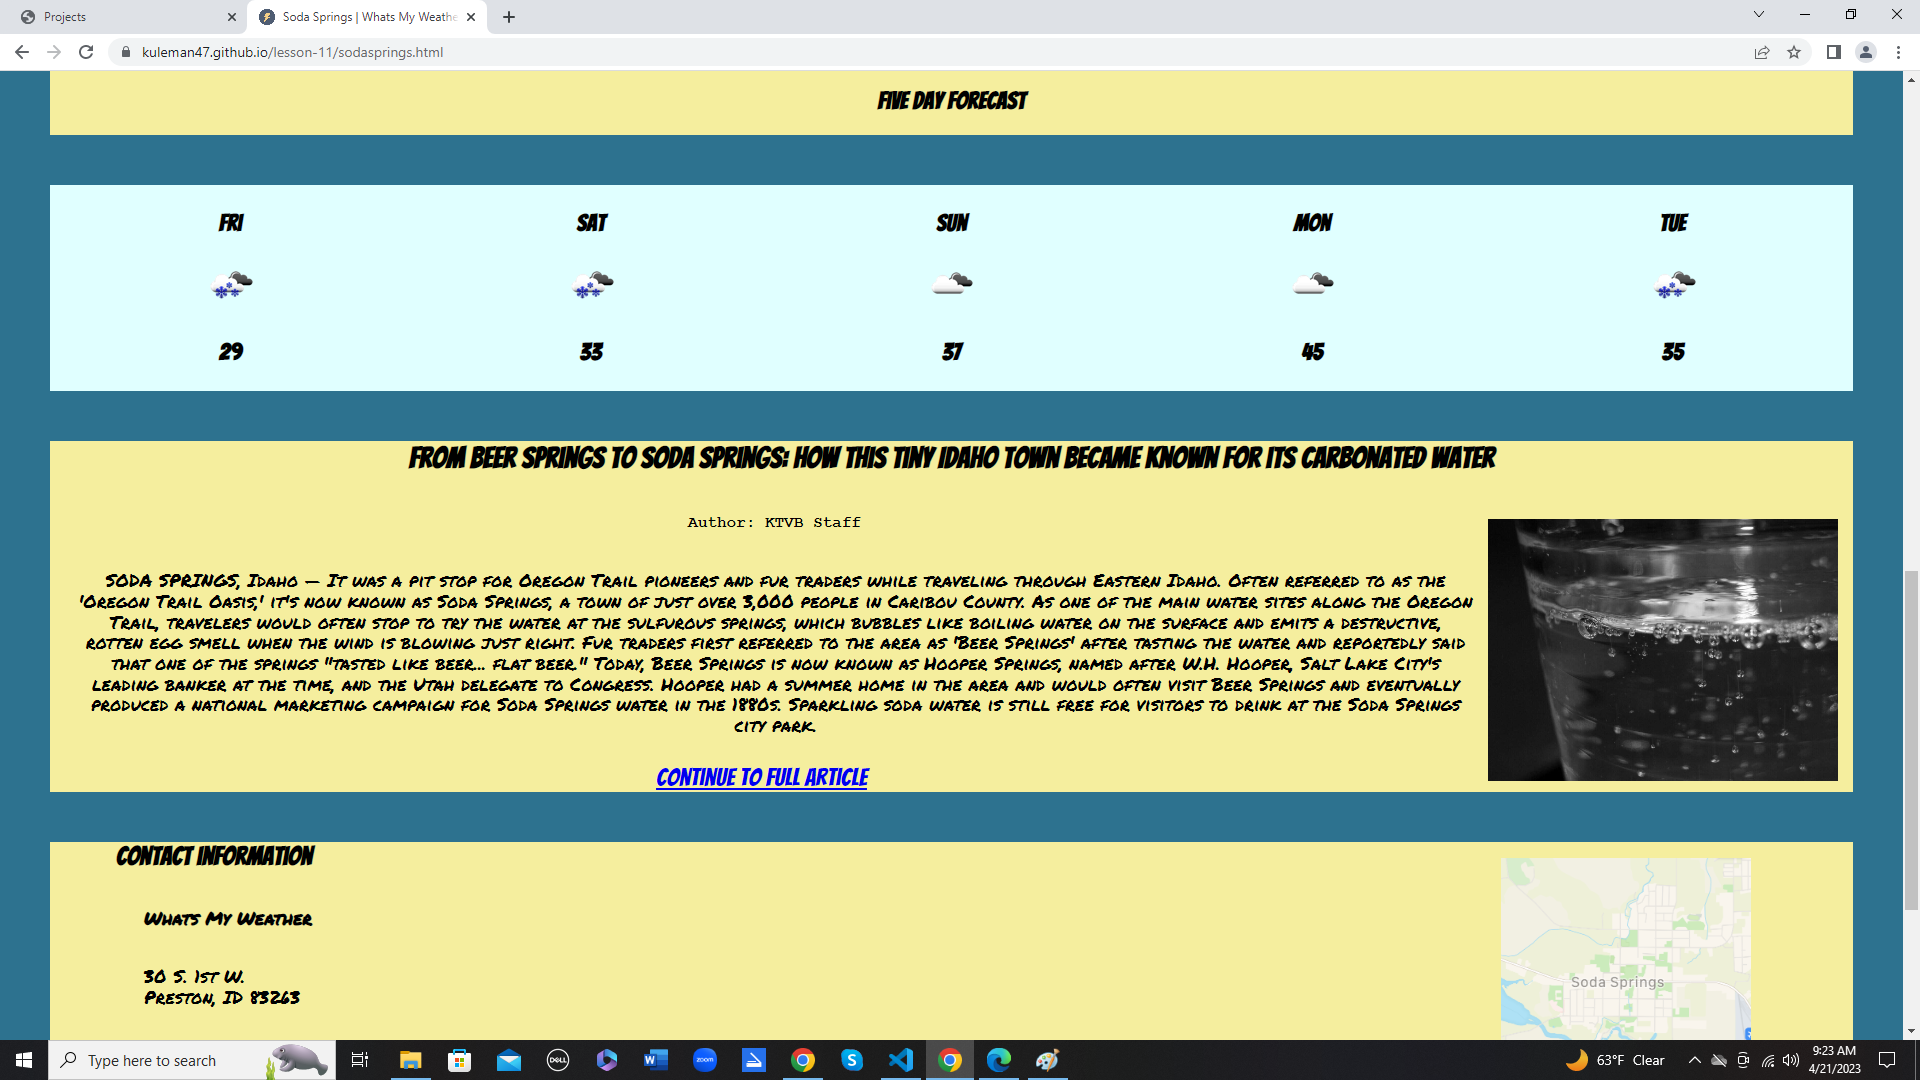 Projects
Soda Springs | Whats My Weathe
kuleman47.github.io/lesson-11/sodasprings.html
FIVE DAY FORECAST
FRI SAT SUN MON TUE
29 33 37 45 35
FROM BEER SPRINGS TO SODA SPRINGS: HOW THIS TINY IDAHO TOWN BECAME KNOWN FOR ITS CARBONATED WATER
Author: KTVB Staff
SODA SPRINGS, Idaho — It was a pit stop for Oregon Trail pioneers and fur traders while traveling through Eastern Idaho. Often referred to as the
'Oregon Trail Oasis,' it's now known as Soda Springs, a town of just over 3,000 people in Caribou County. As one of the main water sites along the Oregon
Trail, travelers would often stop to try the water at the sulfurous springs, which bubbles like boiling water on the surface and emits a destructive,
rotten egg smell when the wind is blowing just right. Fur traders first referred to the area as 'Beer Springs' after tasting the water and reportedly said
that one of the springs "tasted like beer... flat beer." Today, Beer Springs is now known as Hooper Springs, named after W.H. Hooper, Salt Lake City's
leading banker at the time, and the Utah delegate to Congress. Hooper had a summer home in the area and would often visit Beer Springs and eventually
produced a national marketing campaign for Soda Springs water in the 1880s. Sparkling soda water is still free for visitors to drink at the Soda Springs
city park.
CONTINUE TO FULL ARTICLE
CONTACT INFORMATION
Whats My Weather
30 S. 1st W.
Preston, ID 83263
Soda Springs
Type here to search
DELL
zoom
63°F Clear
9:23 AM
4/21/2023